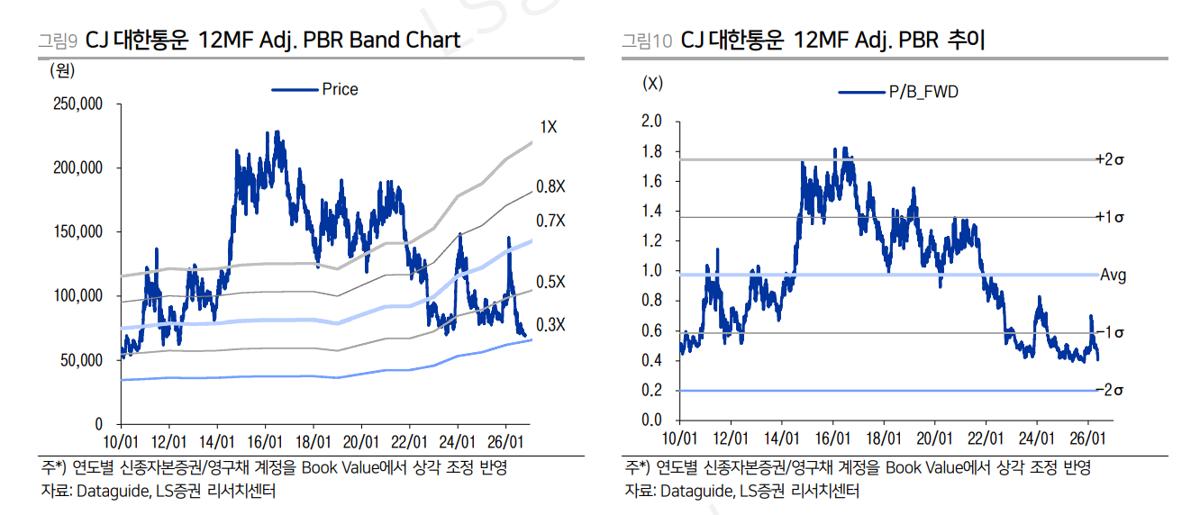 그림9 CJ대한통운 12MF Adj. PBR Band Chart
(원)
Price
250,000
200,000
150,000
100,000
50,000
0
1X
0.8X
0.7X
0.5X
0.3X
10/01 12/01 14/01 16/01 18/01 20/01 22/01 24/01 26/01
주*) 연도별 신종자본증권/영구채 계정을 Book Value에서 상각 조정 반영
자료: Dataguide, LS증권 리서치센터
그림10 CJ대한통운 12MF Adj. PBR 추이
(X)
P/B_FWD
2.0
1.8
1.6
1.4
1.2
1.0
0.8
0.6
0.4
0.2
0.0
+2σ
+1σ
Avg
-1σ
-2σ
10/01 12/01 14/01 16/01 18/01 20/01 22/01 24/01 26/01
주*) 연도별 신종자본증권/영구채 계정을 Book Value에서 상각 조정 반영
자료: Dataguide, LS증권 리서치센터